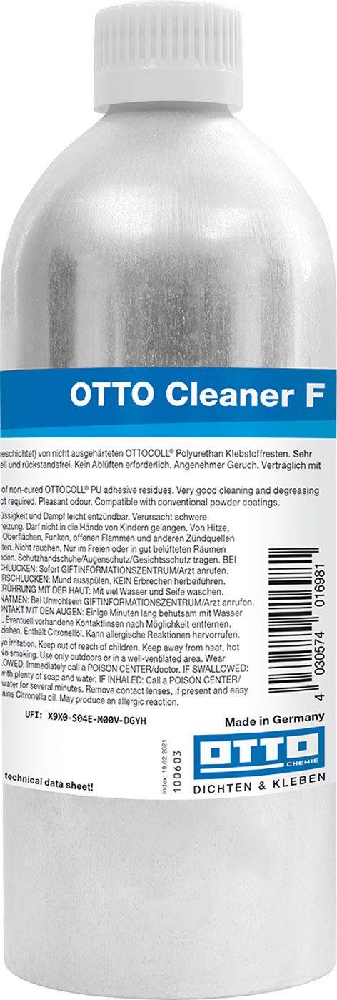 OTTO Cleaner F
beschichtet) von nicht ausgehärteten OTTOCOLL® Polyurethan Klebstoffresten. Sehr
ell und rückstandsfrei. Kein Ablüften erforderlich. Angenehmer Geruch. Verträglich mit
of non-cured OTTOCOLL® PU adhesive residues. Very good cleaning and degreasing
ot required. Pleasant odour. Compatible with conventional powder coatings.
üssigkeit und Dampf leicht entzündbar. Verursacht schwere
reizung. Darf nicht in die Hände von Kindern gelangen. Von Hitze,
Oberflächen, Funken, offenen Flammen und anderen Zündquellen
lten. Nicht rauchen. Nur im Freien oder in gut belüfteten Räumen
nden. Schutzhandschuhe/Augenschutz/Gesichtsschutz tragen. BEI
CHLUCKEN: Sofort GIFTINFORMATIONSZENTRUM/Arzt anrufen.
ERSCHLUCKEN: Mund ausspülen. KEIN Erbrechen herbeiführen.
ERÜHRUNG MIT DER HAUT: Mit viel Wasser und Seife waschen.
NATMEN: Bei Unwohlsein GIFTINFORMATIONSZENTRUM/Arzt anrufen.
ONTAKT MIT DEN AUGEN: Einige Minuten lang behutsam mit Wasser
. Eventuell vorhandene Kontaktlinsen nach Möglichkeit entfernen.
ziehen. Enthält Citronellöl. Kann allergische Reaktionen hervorrufen.
ye irritation. Keep out of reach of children. Keep away from heat, hot
No smoking. Use only outdoors or in a well-ventilated area. Wear
LOWED: Immediately call a POISON CENTER/doctor. IF SWALLOWED:
with plenty of soap and water. IF INHALED: Call a POISON CENTER/
water for several minutes. Remove contact lenses, if present and easy
ains Citronella oil. May produce an allergic reaction.
4 030574 016981
UFI: X9X0-S04E-M00V-DGYH
Made in Germany
Index: 19.02.2021
100603
OTTO
CHEMIE
technical data sheet!
DICHTEN & KLEBEN